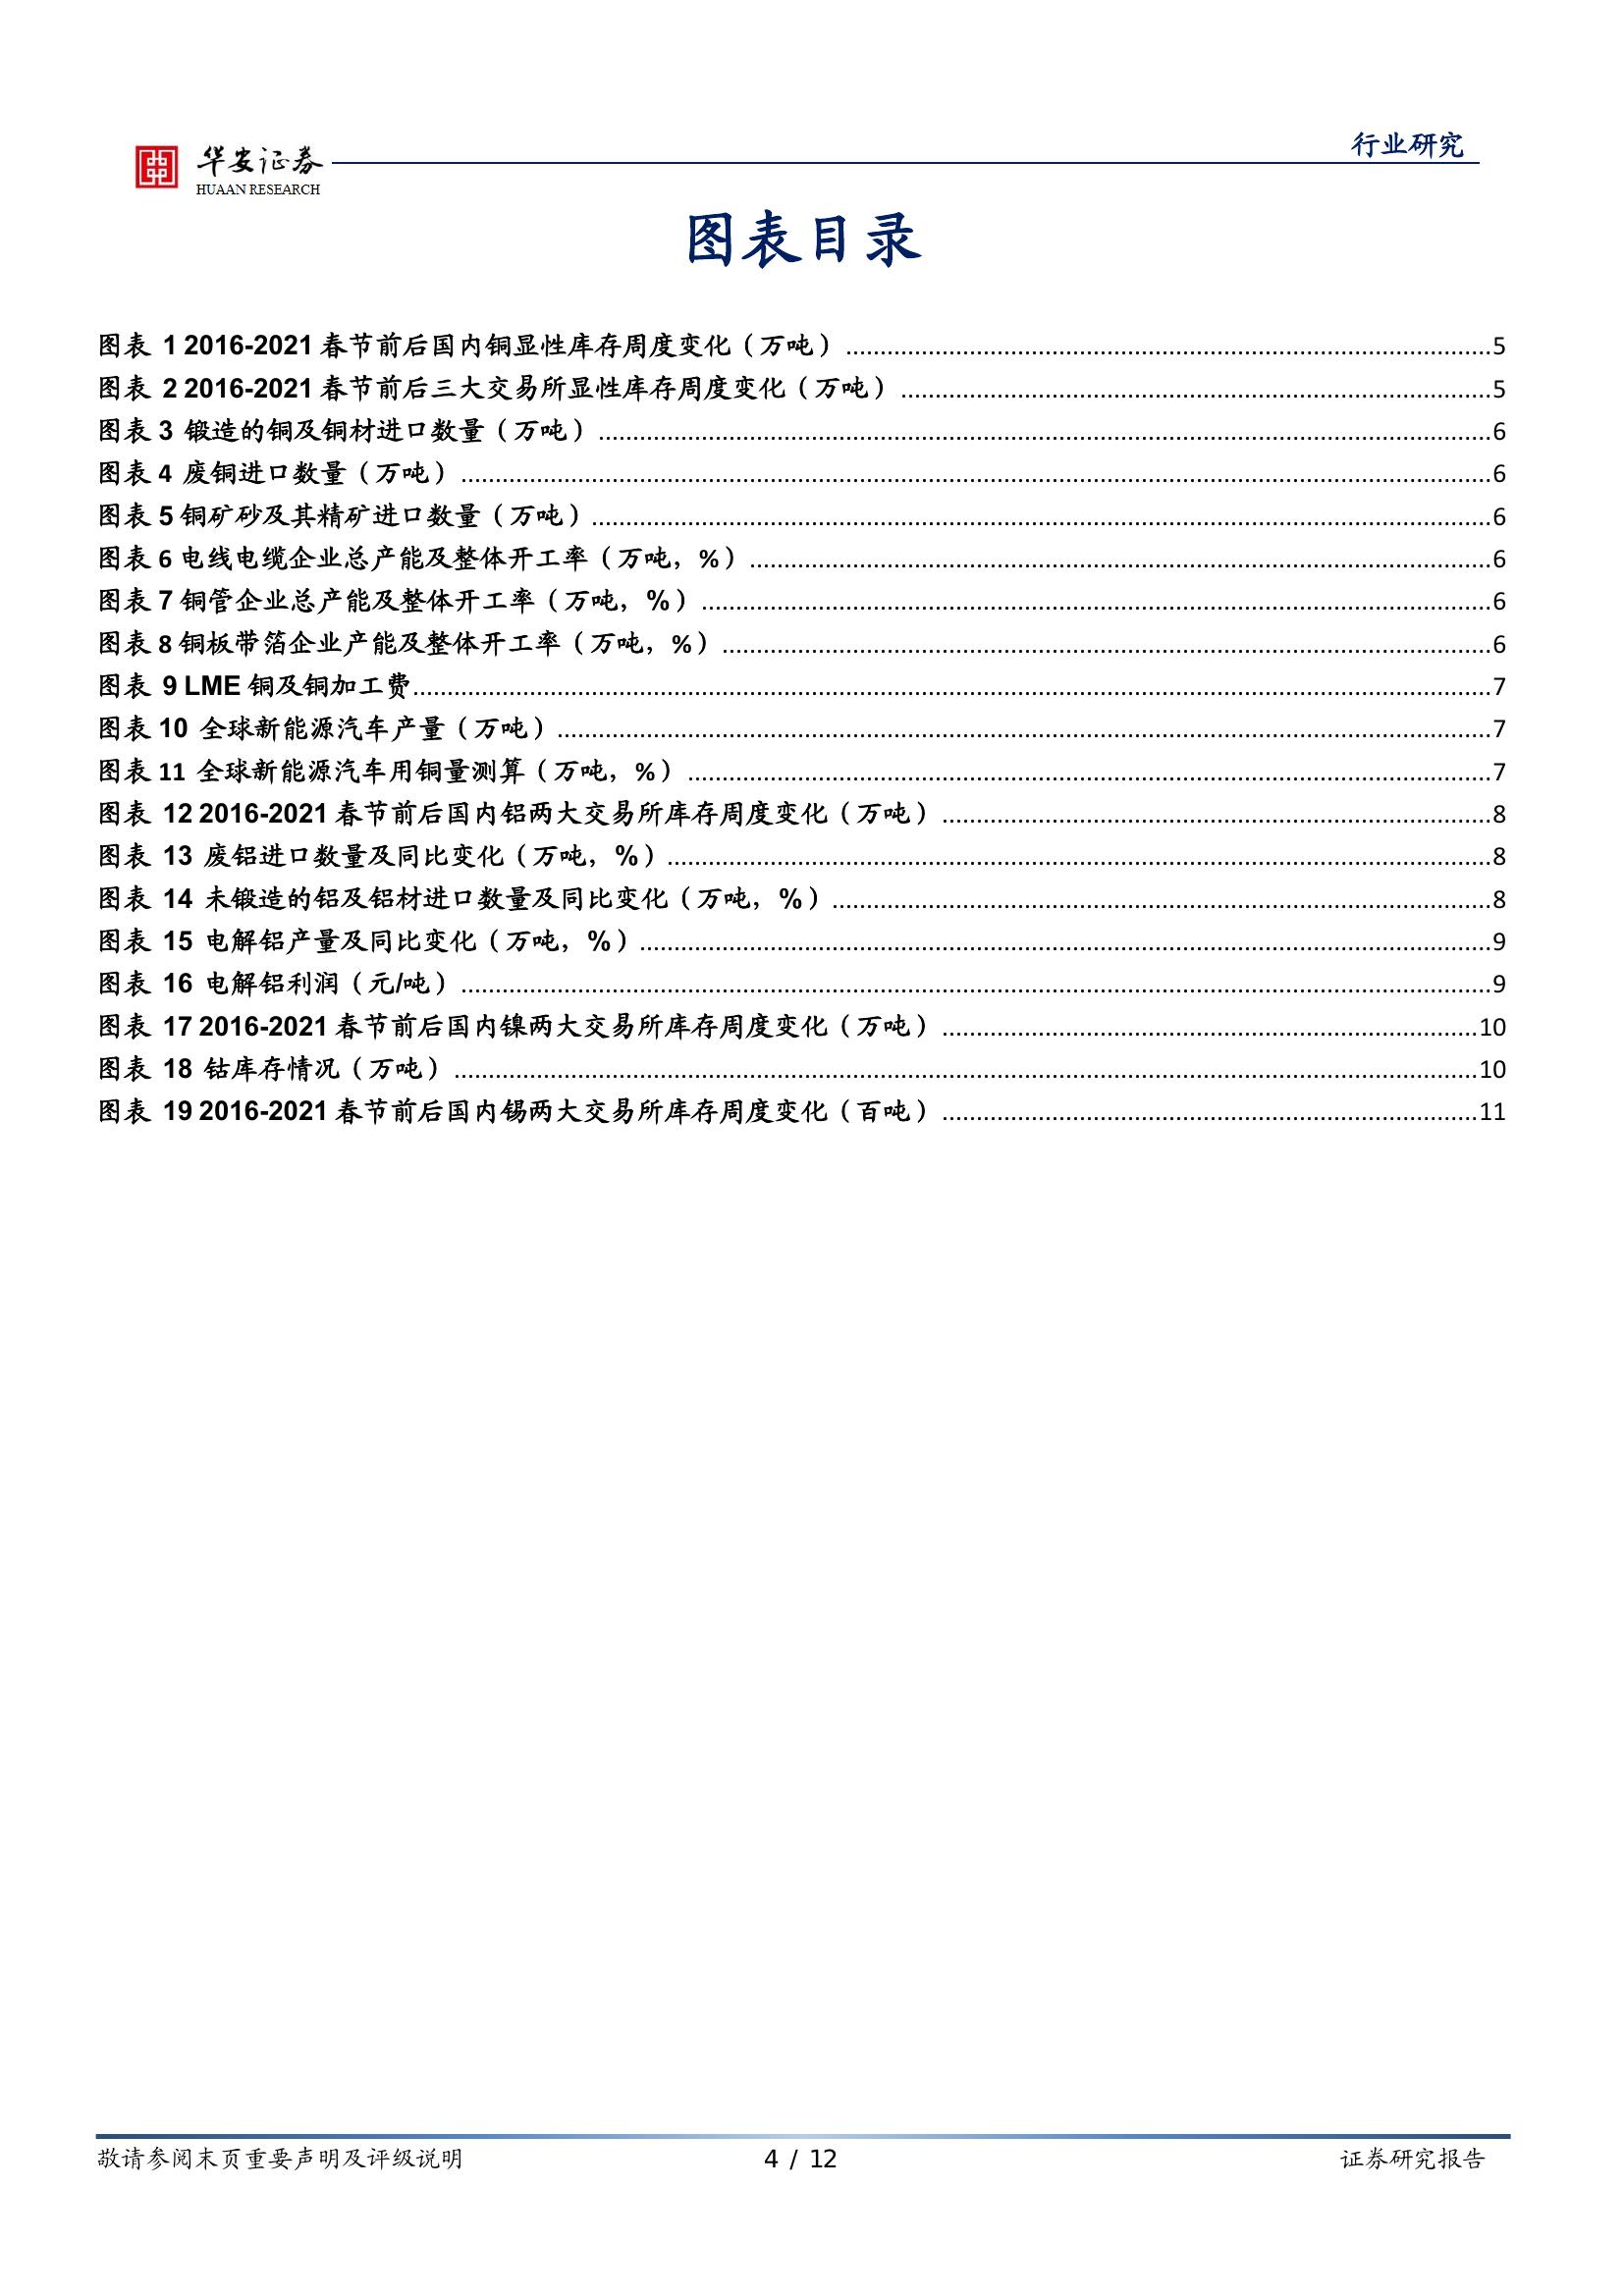 华安证券
HUAAN RESEARCH
行业研究
图表目录
图表 1 2016-2021 春节前后国内铜显性库存周度变化（万吨）5
图表 2 2016-2021 春节前后三大交易所显性库存周度变化（万吨）5
图表 3 锻造的铜及铜材进口数量（万吨）6
图表 4 废铜进口数量（万吨）6
图表 5 铜矿砂及其精矿进口数量（万吨）6
图表 6 电线电缆企业总产能及整体开工率（万吨，%）6
图表 7 铜管企业总产能及整体开工率（万吨，%）6
图表 8 铜板带箔企业产能及整体开工率（万吨，%）6
图表 9 LME 铜及铜加工费7
图表 10 全球新能源汽车产量（万吨）7
图表 11 全球新能源汽车用铜量测算（万吨，%）7
图表 12 2016-2021 春节前后国内铝两大交易所库存周度变化（万吨）8
图表 13 废铝进口数量及同比变化（万吨，%）8
图表 14 未锻造的铝及铝材进口数量及同比变化（万吨，%）8
图表 15 电解铝产量及同比变化（万吨，%）9
图表 16 电解铝利润（元/吨）9
图表 17 2016-2021 春节前后国内镍两大交易所库存周度变化（万吨）10
图表 18 钴库存情况（万吨）10
图表 19 2016-2021 春节前后国内锡两大交易所库存周度变化（百吨）11
敬请参阅末页重要声明及评级说明
4 / 12
证券研究报告